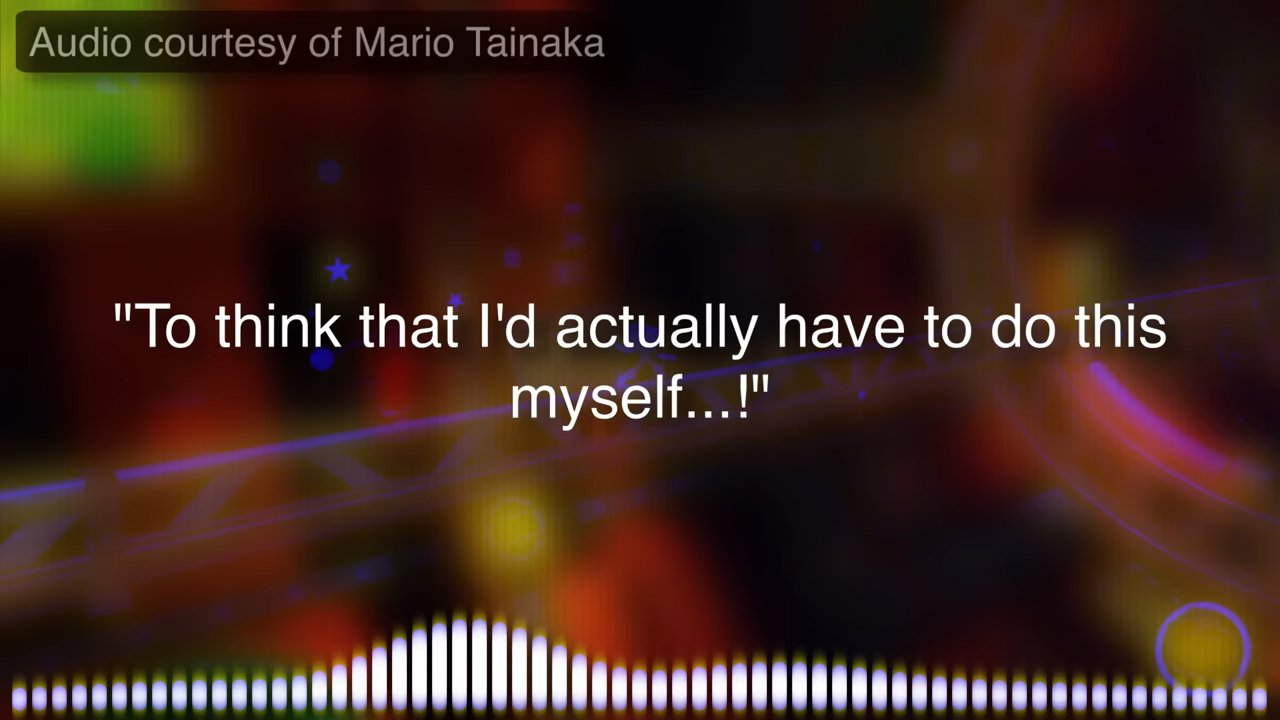 Audio courtesy of Mario Tainaka
"To think that I'd actually have to do this
myself...!"